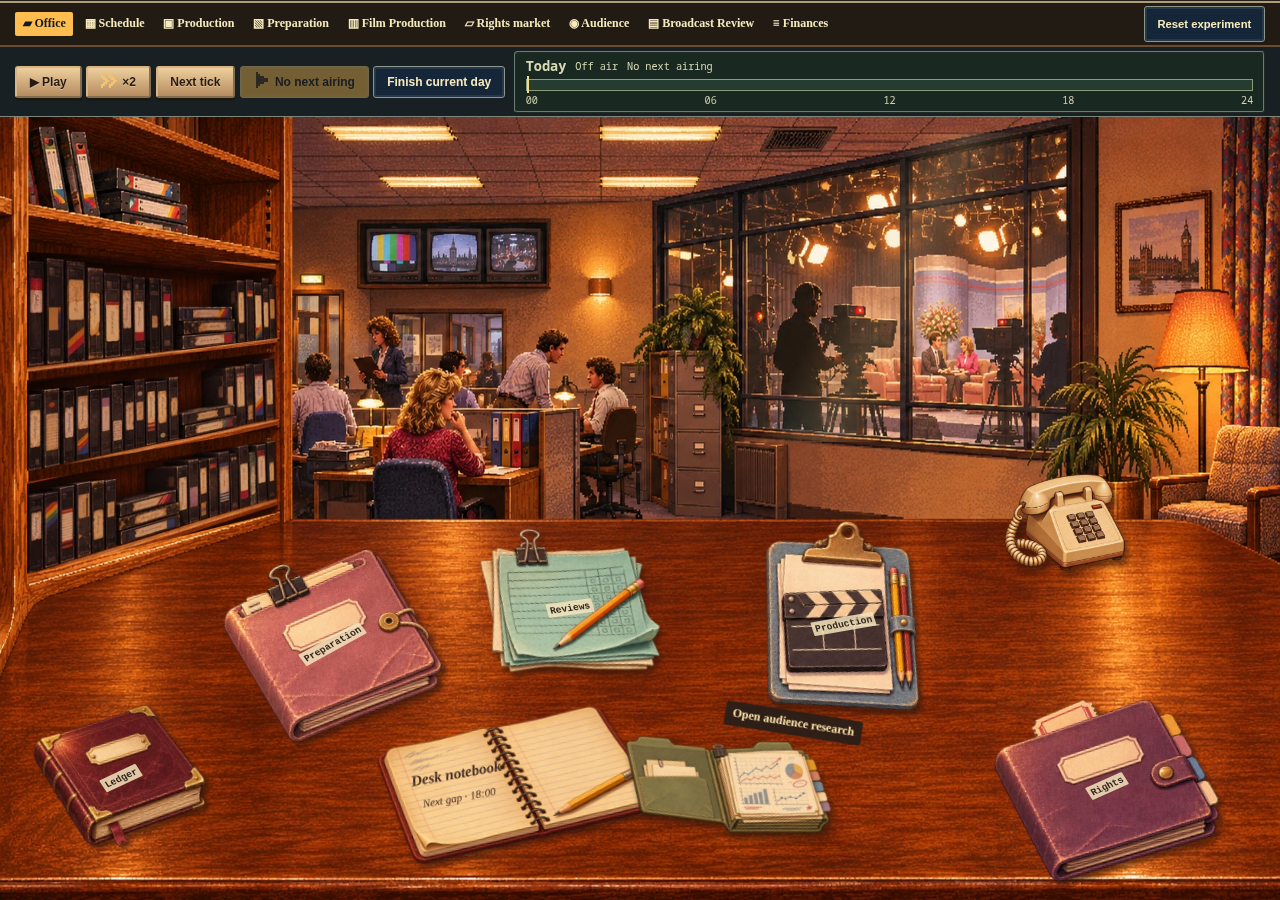 Office Schedule Production Preparation Film Production Rights market Audience Broadcast Review Finances Reset experiment
Play ×2 Next tick No next airing Finish current day
Today Off air No next airing
00 06 12 18 24
Preparation
Reviews
Production
Open audience research
Ledger
Desk notebook
Next gap · 18:00
Rights